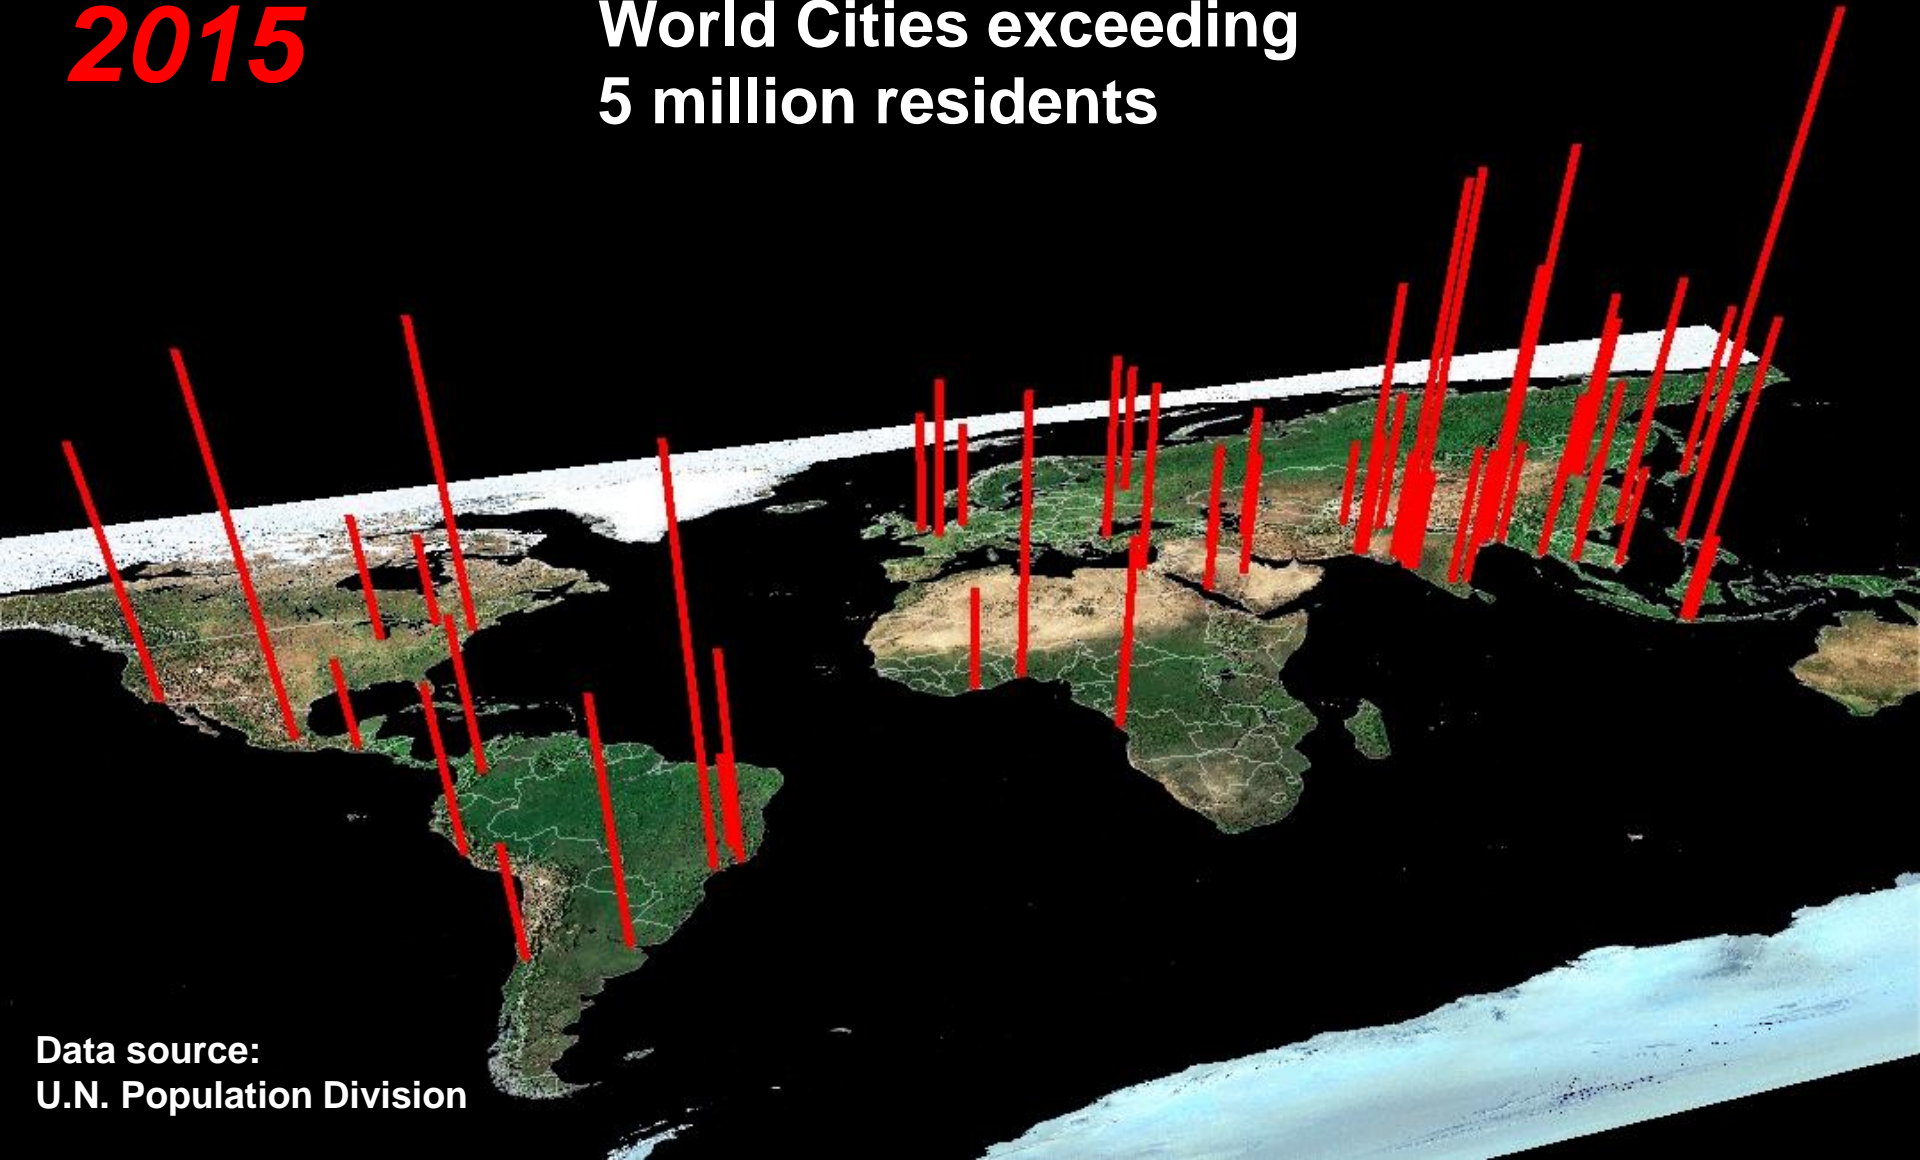 2015
World Cities exceeding
5 million residents
Data source:
U.N. Population Division